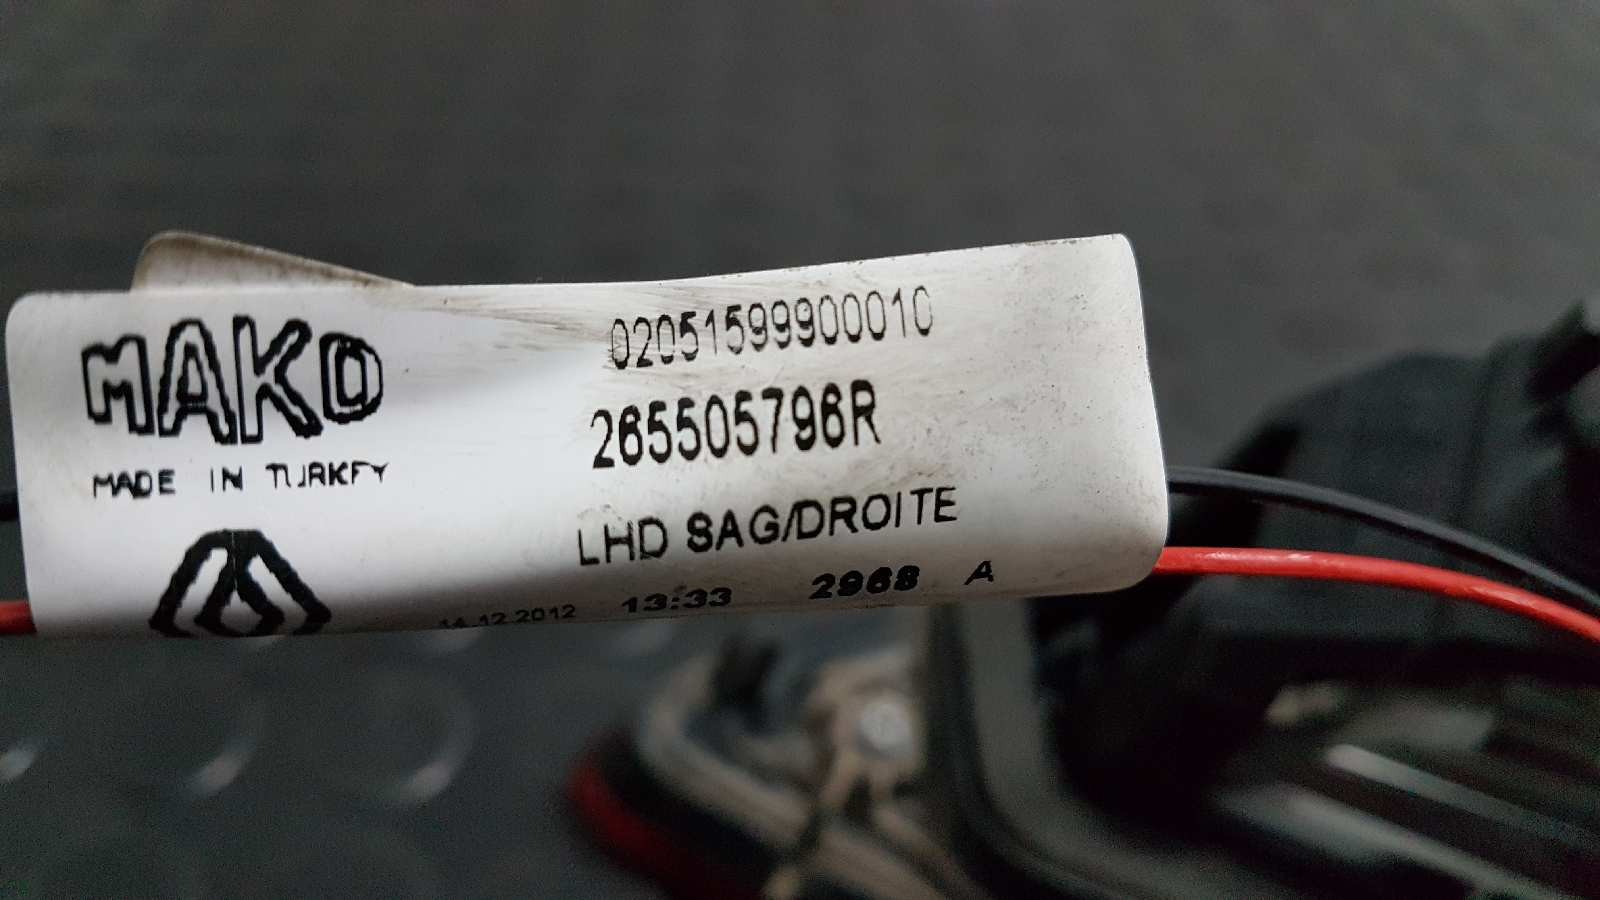 MAKO
MADE IN TURKEY
02051599900010
265505796R
LHD SAG/DROITE
14.12.2012 13:33 2968 A